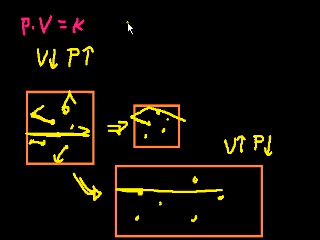 P.V = K
V↓ P↑
V↑ P↓